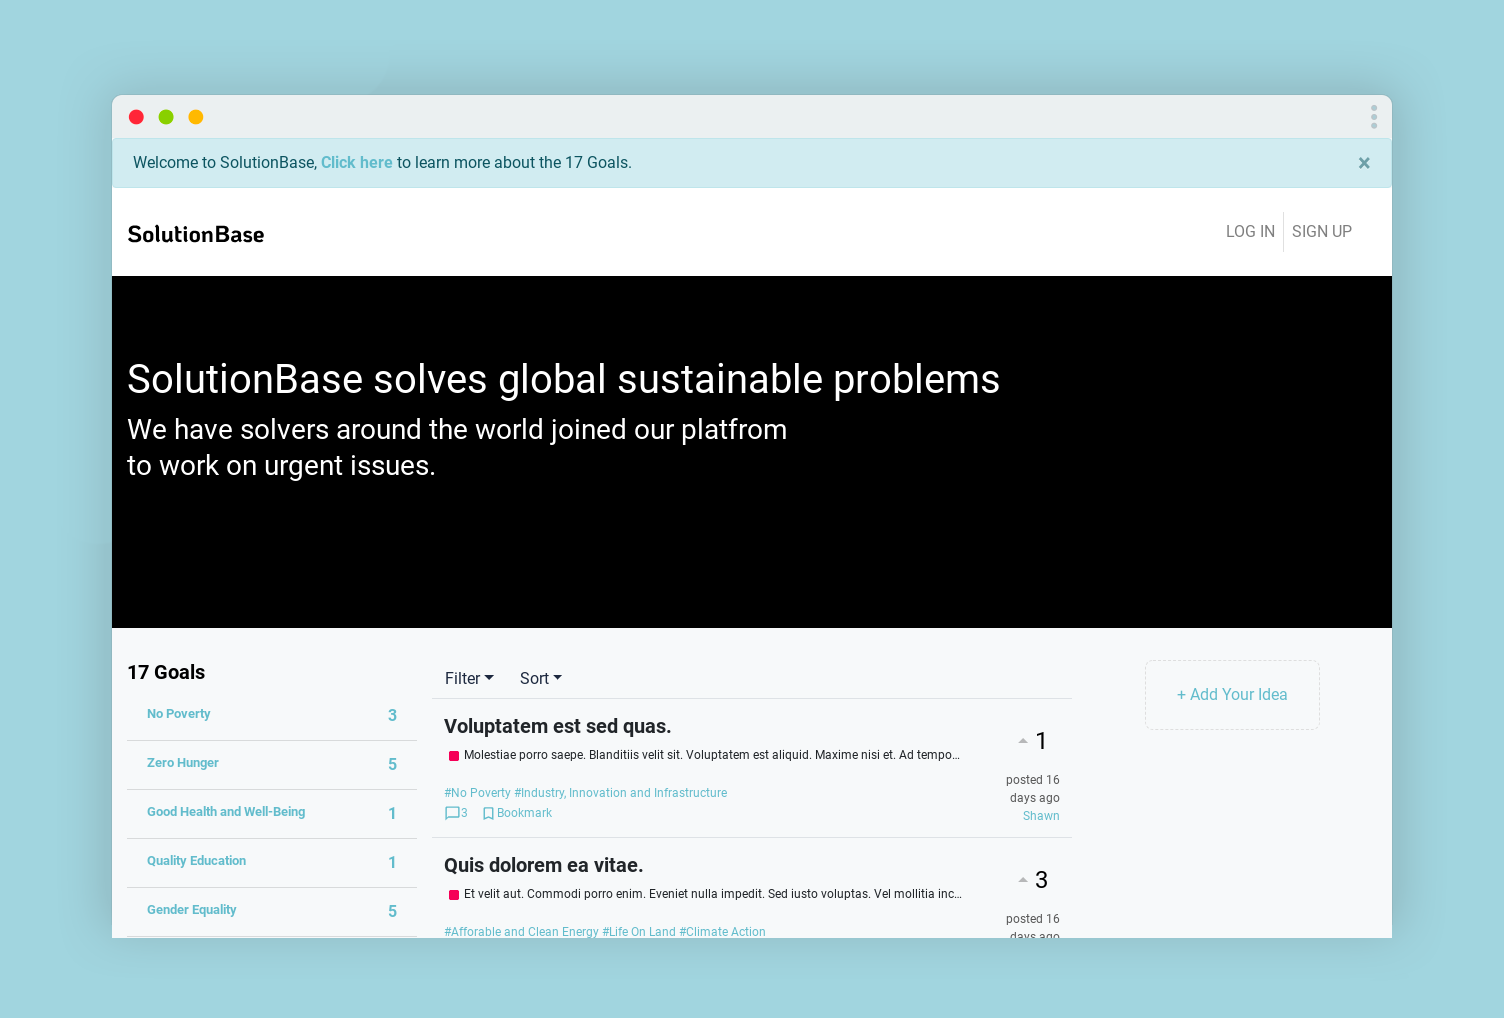 Welcome to SolutionBase, Click here to learn more about the 17 Goals.
×
SolutionBase
LOG IN
SIGN UP
SolutionBase solves global sustainable problems
We have solvers around the world joined our platfrom
to work on urgent issues.
17 Goals
No Poverty 3
Zero Hunger 5
Good Health and Well-Being 1
Quality Education 1
Gender Equality 5
Filter
Sort
Voluptatem est sed quas.
Molestiae porro saepe. Blanditiis velit sit. Voluptatem est aliquid. Maxime nisi et. Ad tempo...
#No Poverty #Industry, Innovation and Infrastructure
3 Bookmark
1
posted 16
days ago
Shawn
Quis dolorem ea vitae.
Et velit aut. Commodi porro enim. Eveniet nulla impedit. Sed iusto voluptas. Vel mollitia inc...
#Afforable and Clean Energy #Life On Land #Climate Action
3
posted 16
days ago
+ Add Your Idea